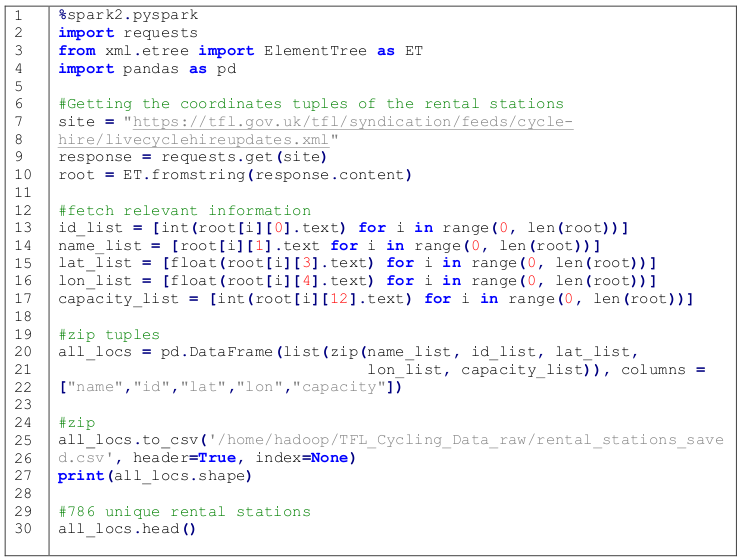 1 %spark2.pyspark
2 import requests
3 from xml.etree import ElementTree as ET
4 import pandas as pd
5
6 #Getting the coordinates tuples of the rental stations
7 site = "https://tfl.gov.uk/tfl/syndication/feeds/cycle-
8 hire/livecyclehireupdates.xml"
9 response = requests.get(site)
10 root = ET.fromstring(response.content)
11
12 #fetch relevant information
13 id_list = [int(root[i][0].text) for i in range(0, len(root))]
14 name_list = [root[i][1].text for i in range(0, len(root))]
15 lat_list = [float(root[i][3].text) for i in range(0, len(root))]
16 lon_list = [float(root[i][4].text) for i in range(0, len(root))]
17 capacity_list = [int(root[i][12].text) for i in range(0, len(root))]
18
19 #zip tuples
20 all_locs = pd.DataFrame(list(zip(name_list, id_list, lat_list,
21 lon_list, capacity_list)), columns =
22 ["name","id","lat","lon","capacity"])
23
24 #zip
25 all_locs.to_csv('/home/hadoop/TFL_Cycling_Data_raw/rental_stations_save
26 d.csv', header=True, index=None)
27 print(all_locs.shape)
28
29 #786 unique rental stations
30 all_locs.head()